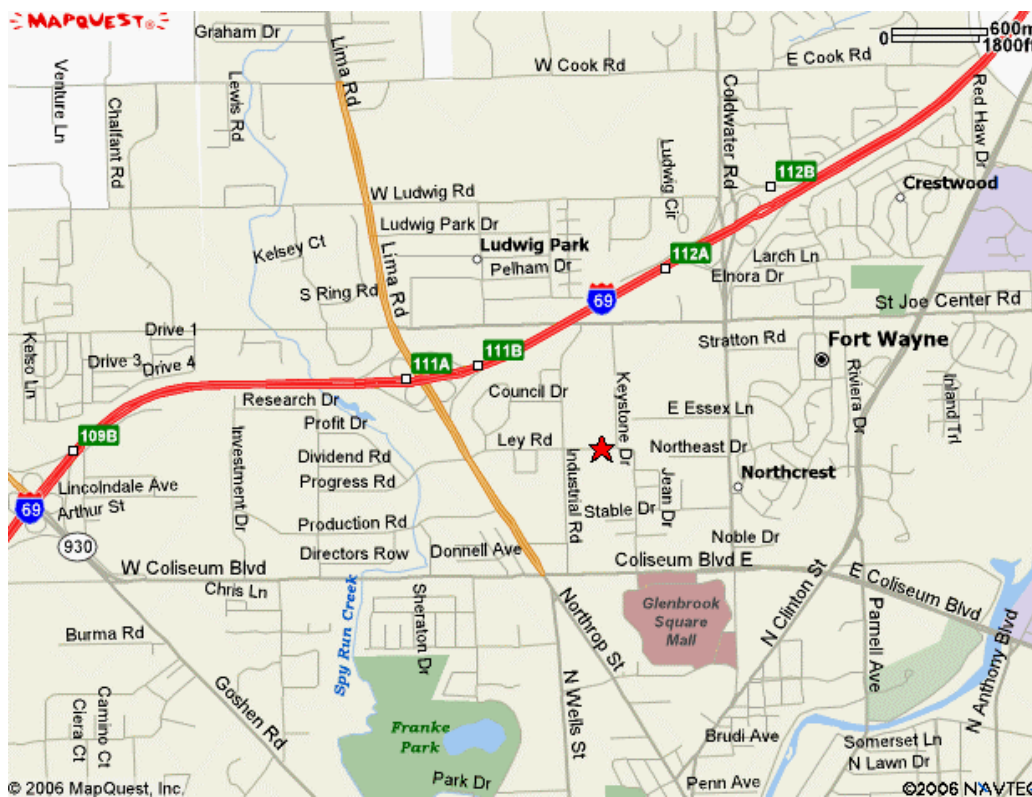 MAPQUEST®
Graham Dr
Lima Rd
W Cook Rd
E Cook Rd
0 600m
1800ft
Venture Ln
Chalfant Rd
Lewis Rd
Coldwater Rd
Red Haw Dr
W Ludwig Rd
Ludwig Cir
112B
Crestwood
Ludwig Park Dr
Kelsey Ct
Ludwig Park
Pelham Dr
Lima Rd
112A
Larch Ln
Elnora Dr
S Ring Rd
69
St Joe Center Rd
Kelso Ln
Drive 1
Drive 3
Drive 4
111A
111B
Stratton Rd
Fort Wayne
Council Dr
Keystone Dr
Riviera Dr
Inland Trl
Research Dr
Profit Dr
E Essex Ln
109B
Investment Dr
Dividend Rd
Ley Rd
Industrial Rd
Northeast Dr
Progress Rd
Jean Dr
Northcrest
69
Lincolndale Ave
Arthur St
Production Rd
Stable Dr
930
Directors Row
Donnell Ave
Noble Dr
W Coliseum Blvd
Coliseum Blvd E
E Coliseum Blvd
Chris Ln
Spy Run Creek
Sheraton Dr
Northrop St
Glenbrook
Square
Mall
N Clinton St
Parnell Ave
N Anthony Blvd
Burma Rd
Goshen Rd
N Wells St
Ciera Ct
Camino Ct
Franke
Park
Brudi Ave
Somerset Ln
N Lawn Dr
Park Dr
Penn Ave
© 2006 MapQuest, Inc.
©2006 NAVTEQ